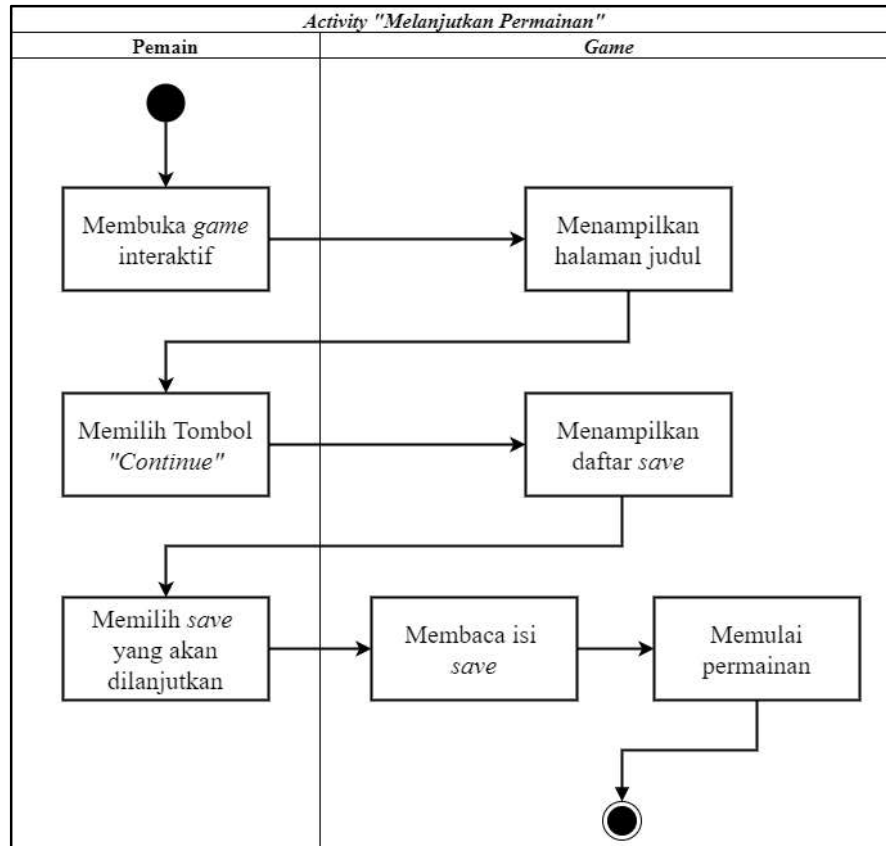 Activity "Melanjutkan Permainan"
Pemain
Game
Membuka game
interaktif
Menampilkan
halaman judul
Memilih Tombol
"Continue"
Menampilkan
daftar save
Memilih save
yang akan
dilanjutkan
Membaca isi
save
Memulai
permainan